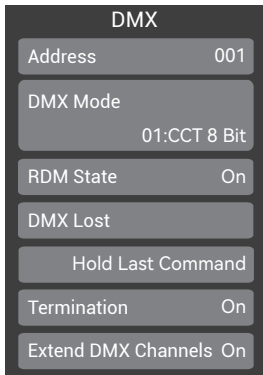 DMX
Address 001
DMX Mode
01:CCT 8 Bit
RDM State On
DMX Lost
Hold Last Command
Termination On
Extend DMX Channels On